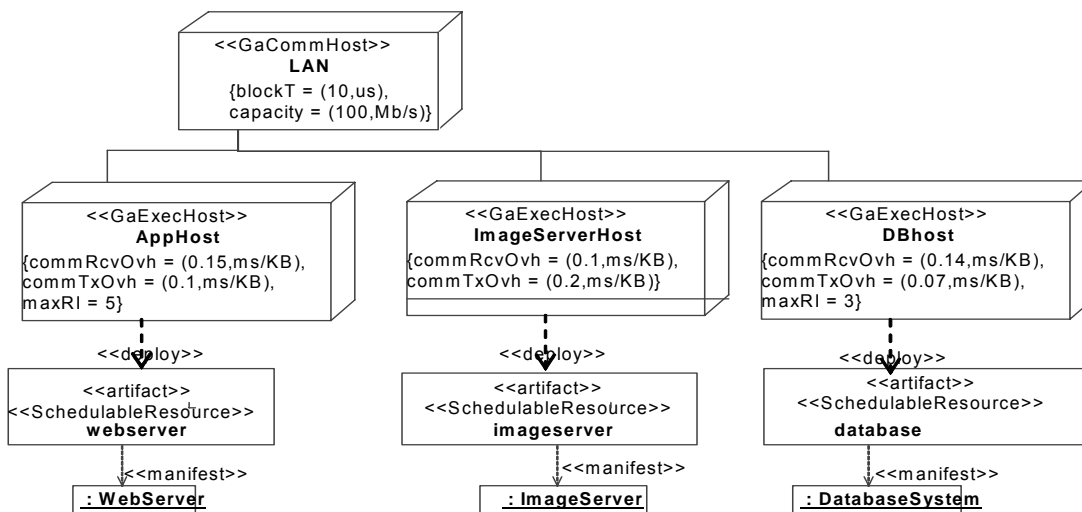 <<GaCommHost>>
LAN
{blockT = (10,us),
capacity = (100,Mb/s)}
<<GaExecHost>>
AppHost
{commRcvOvh = (0.15,ms/KB),
commTxOvh = (0.1,ms/KB),
maxRI = 5}
<<GaExecHost>>
ImageServerHost
{commRcvOvh = (0.1,ms/KB),
commTxOvh = (0.2,ms/KB)}
<<GaExecHost>>
DBhost
{commRcvOvh = (0.14,ms/KB),
commTxOvh = (0.07,ms/KB),
maxRI = 3}
<<deploy>>
<<deploy>>
<<deploy>>
<<artifact>>
<<SchedulableResource>>
webserver
<<artifact>>
<<SchedulableResource>>
imageserver
<<artifact>>
<<SchedulableResource>>
database
<<manifest>>
<<manifest>>
<<manifest>>
: WebServer
: ImageServer
: DatabaseSystem